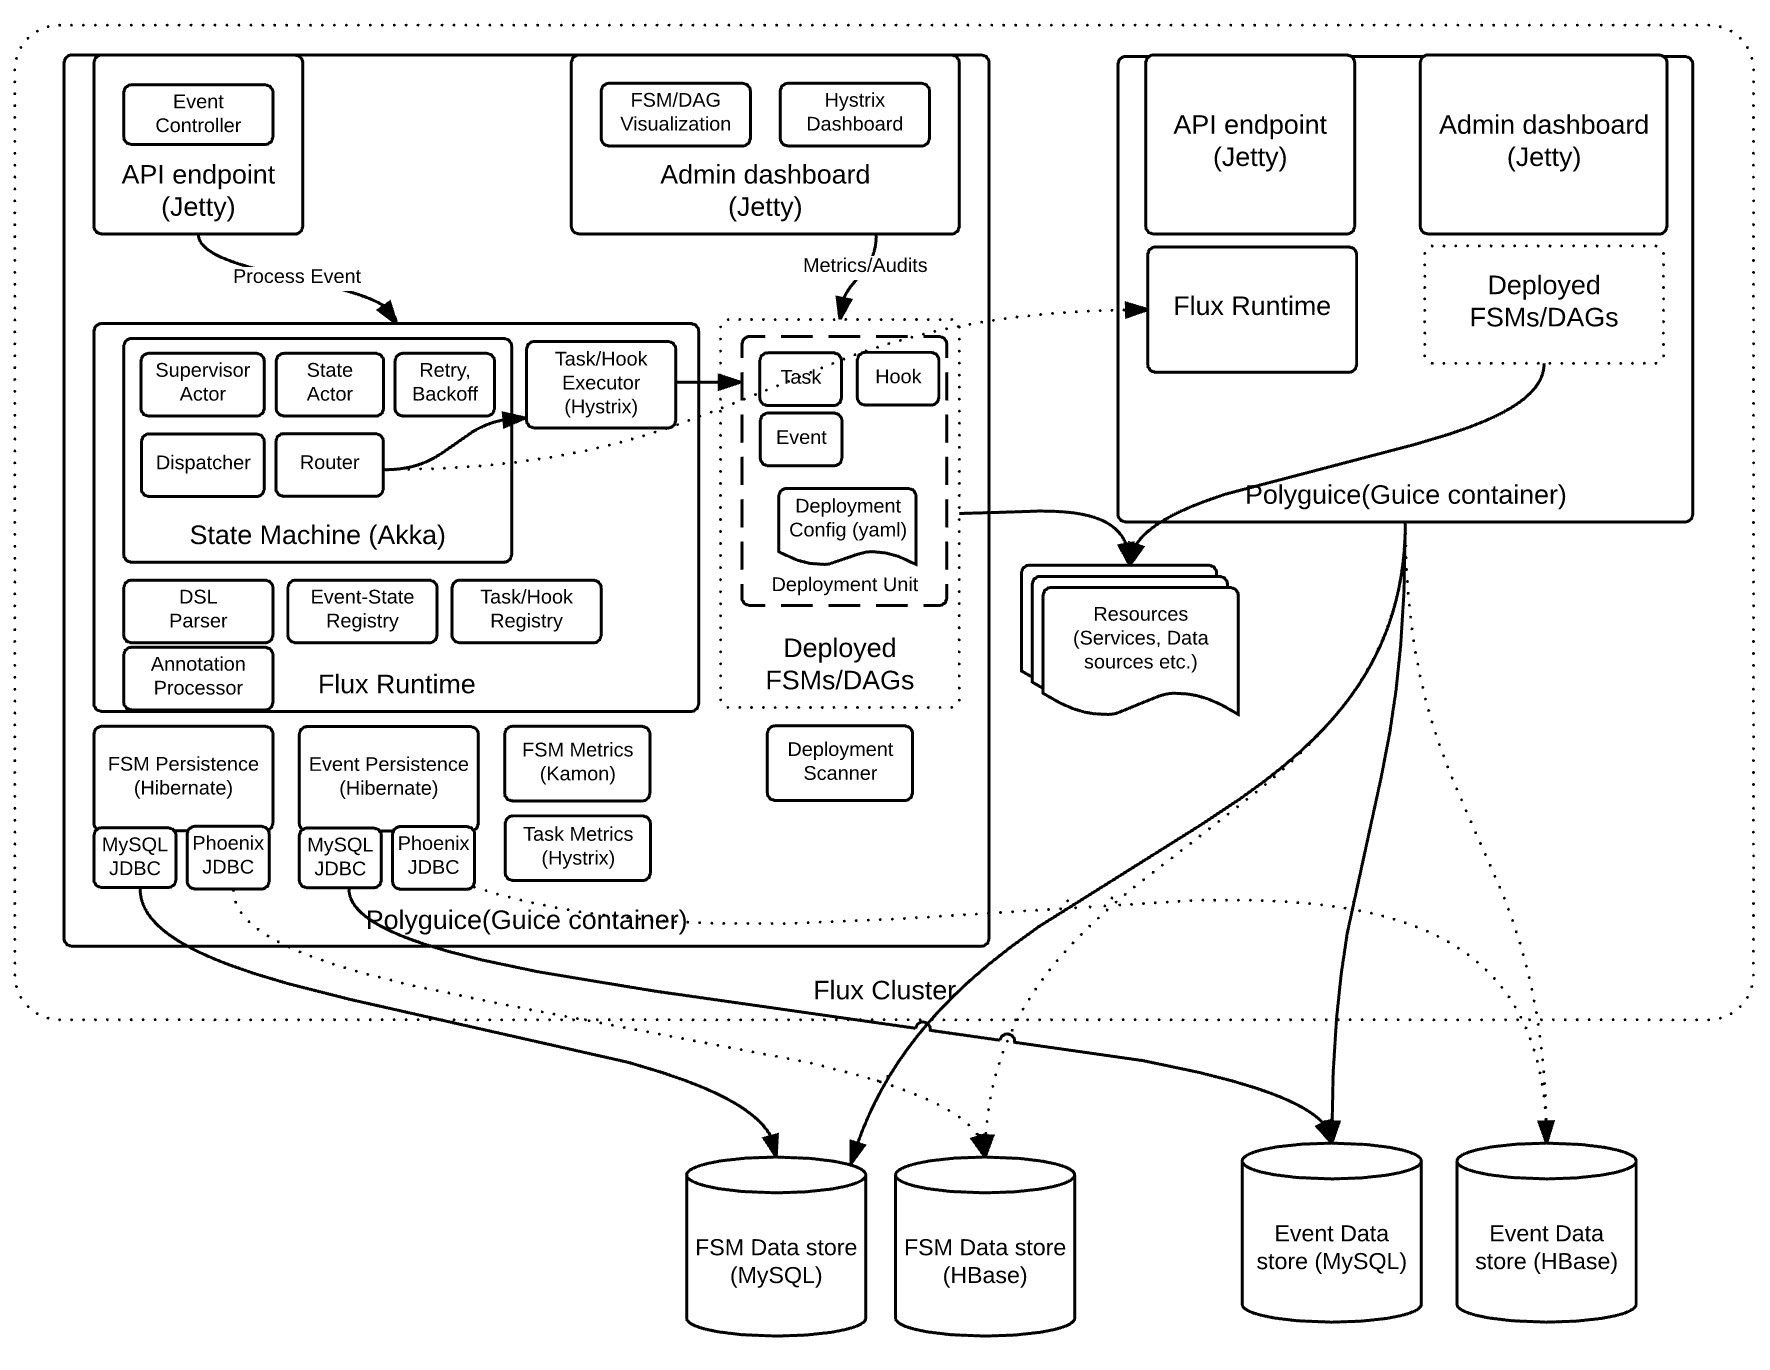 Event
Controller
API endpoint
(Jetty)
FSM/DAG
Visualization
Hystrix
Dashboard
Admin dashboard
(Jetty)
Process Event
Metrics/Audits
Supervisor
Actor
State
Actor
Retry,
Backoff
Dispatcher
Router
State Machine (Akka)
Task/Hook
Executor
(Hystrix)
DSL
Parser
Event-State
Registry
Task/Hook
Registry
Annotation
Processor
Flux Runtime
Task
Hook
Event
Deployment
Config (yaml)
Deployment Unit
Deployed
FSMs/DAGs
FSM Persistence
(Hibernate)
MySQL
JDBC
Phoenix
JDBC
Event Persistence
(Hibernate)
MySQL
JDBC
Phoenix
JDBC
FSM Metrics
(Kamon)
Task Metrics
(Hystrix)
Deployment
Scanner
Polyguice(Guice container)
API endpoint
(Jetty)
Admin dashboard
(Jetty)
Flux Runtime
Deployed
FSMs/DAGs
Polyguice(Guice container)
Resources
(Services, Data
sources etc.)
Flux Cluster
FSM Data store
(MySQL)
FSM Data store
(HBase)
Event Data
store (MySQL)
Event Data
store (HBase)